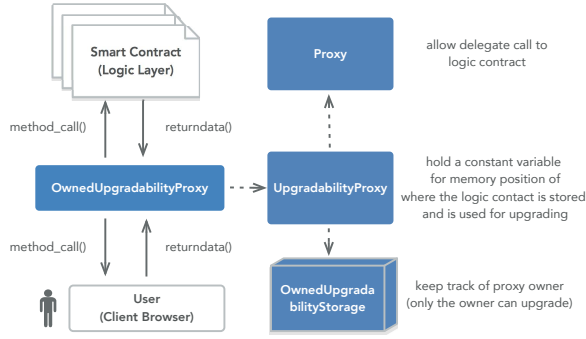 Smart Contract
(Logic Layer)
Proxy
allow delegate call to
logic contract
method_call()
returndata()
OwnedUpgradabilityProxy
UpgradabilityProxy
hold a constant variable
for memory position of
where the logic contact is stored
and is used for upgrading
method_call()
returndata()
User
(Client Browser)
OwnedUpgrada
bilityStorage
keep track of proxy owner
(only the owner can upgrade)